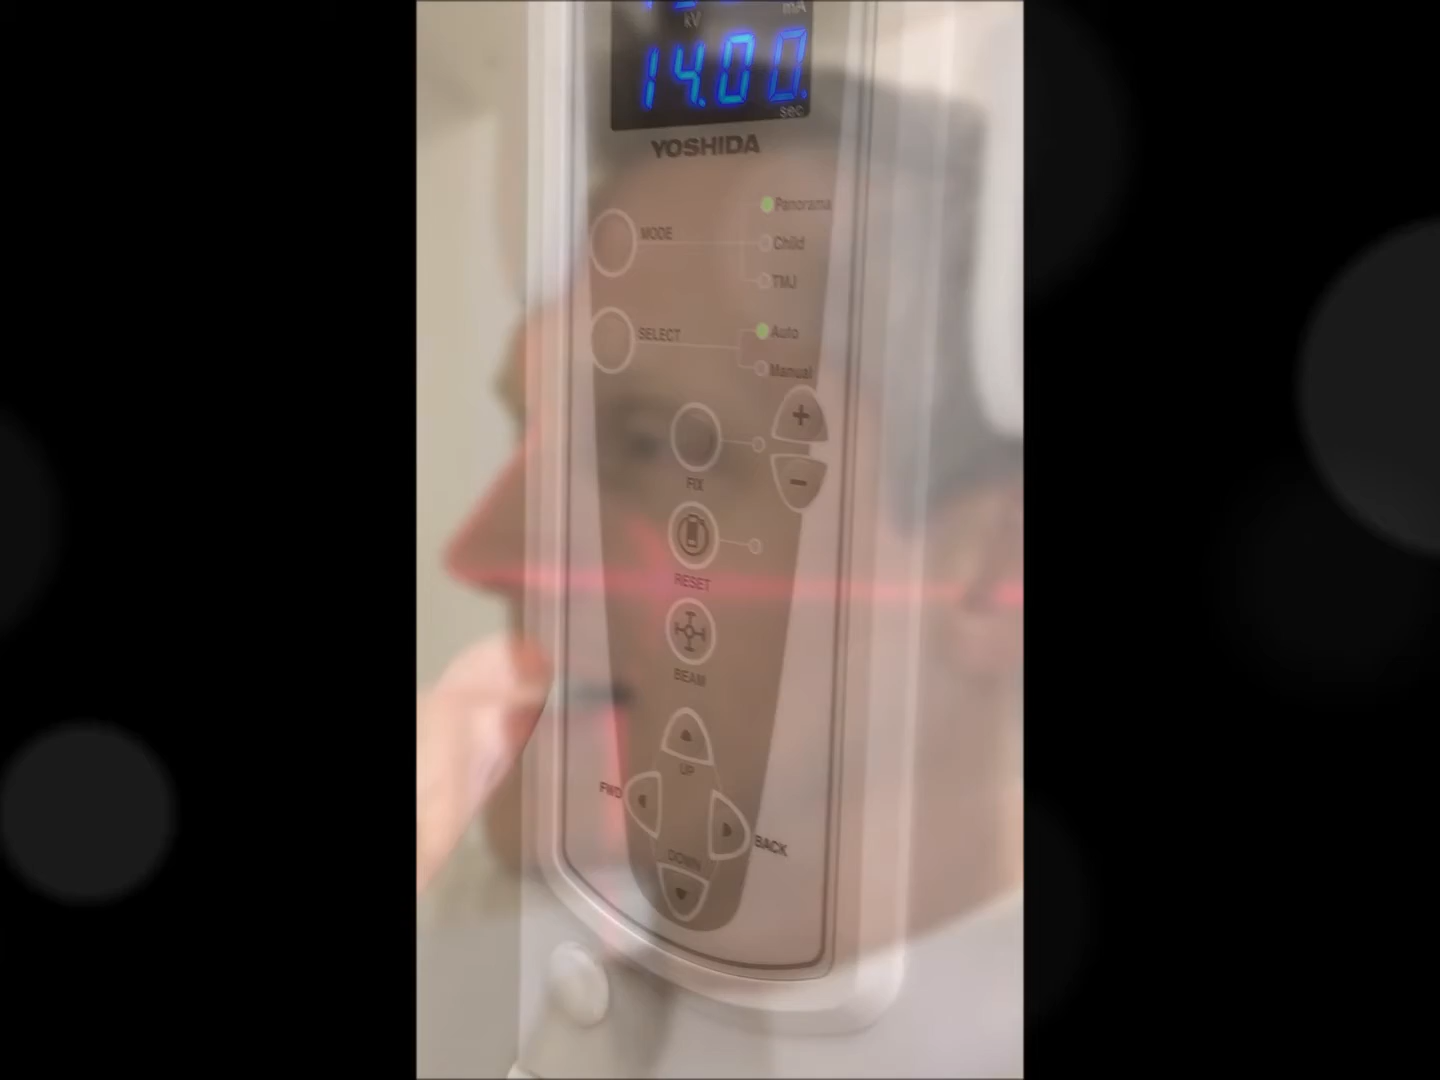 kV mA
14.00
sec
YOSHIDA
Panorama
MODE
Child
TMJ
Auto
SELECT
Manual
+
FIX
−
RESET
BEAM
UP
FWD
BACK
DOWN